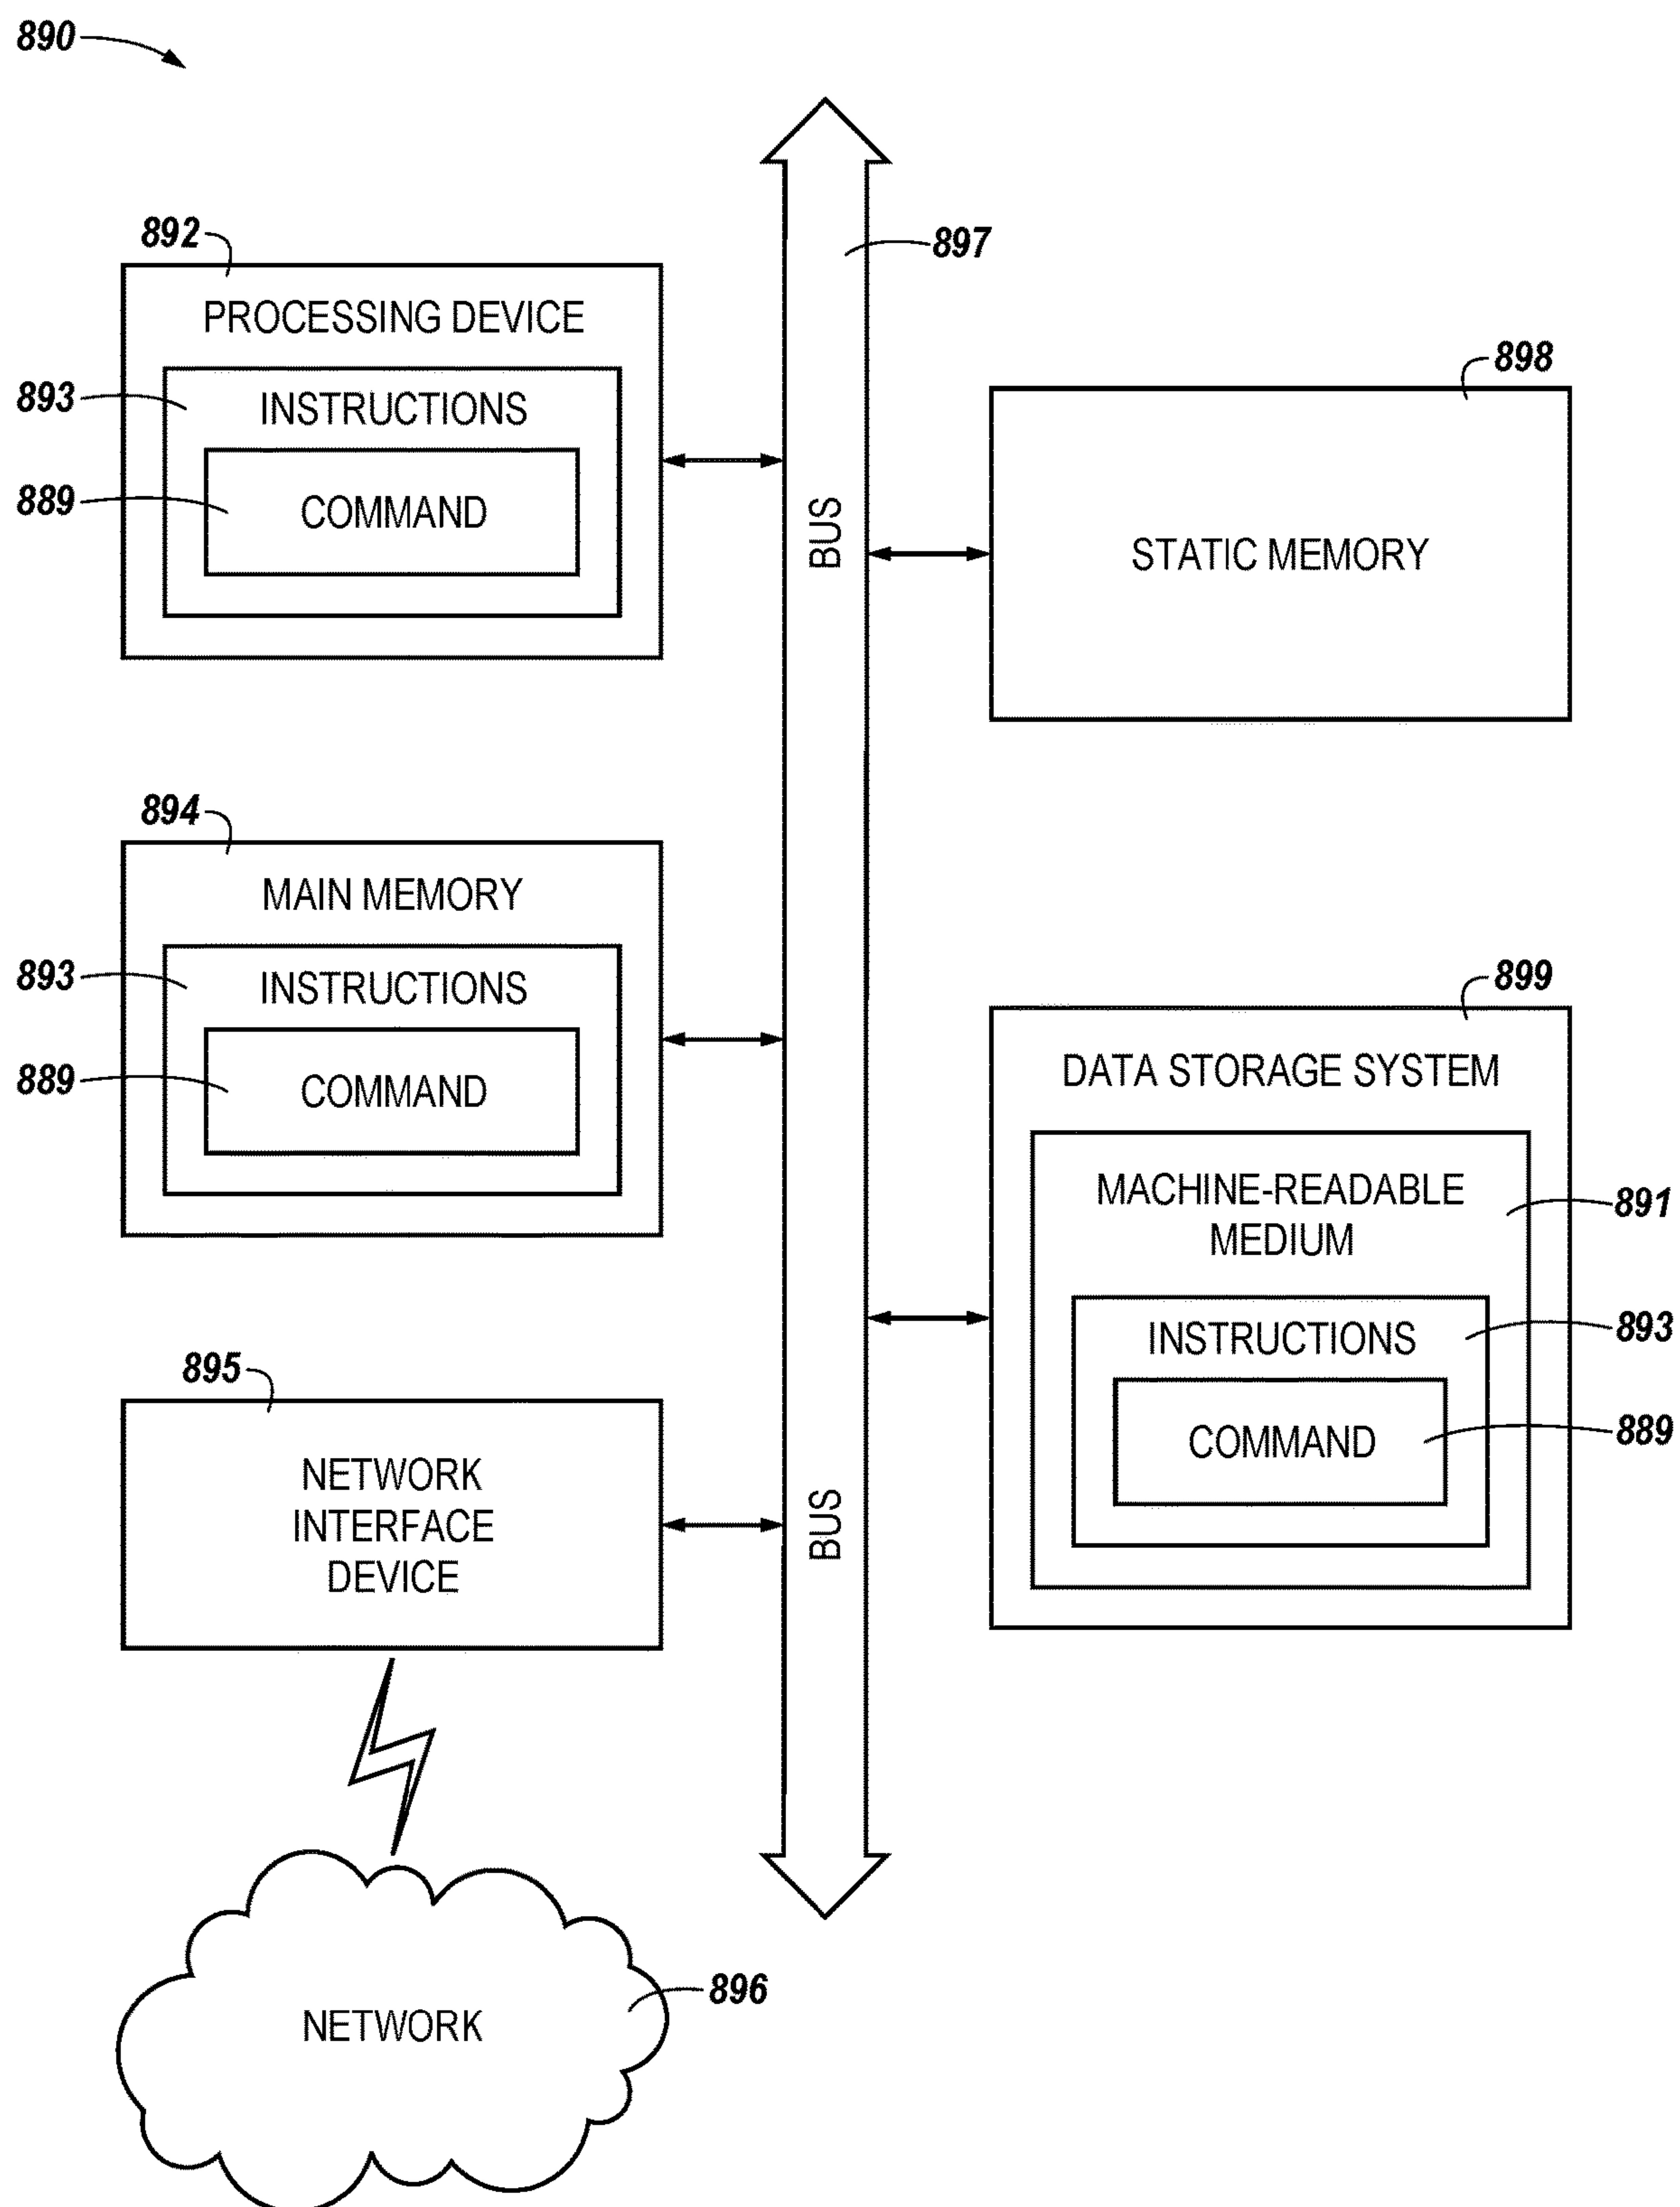 890
892
PROCESSING DEVICE
893
INSTRUCTIONS
889
COMMAND
897
BUS
898
STATIC MEMORY
894
MAIN MEMORY
893
INSTRUCTIONS
889
COMMAND
899
DATA STORAGE SYSTEM
MACHINE-READABLE
MEDIUM
891
INSTRUCTIONS
893
COMMAND
889
895
NETWORK
INTERFACE
DEVICE
BUS
NETWORK
896